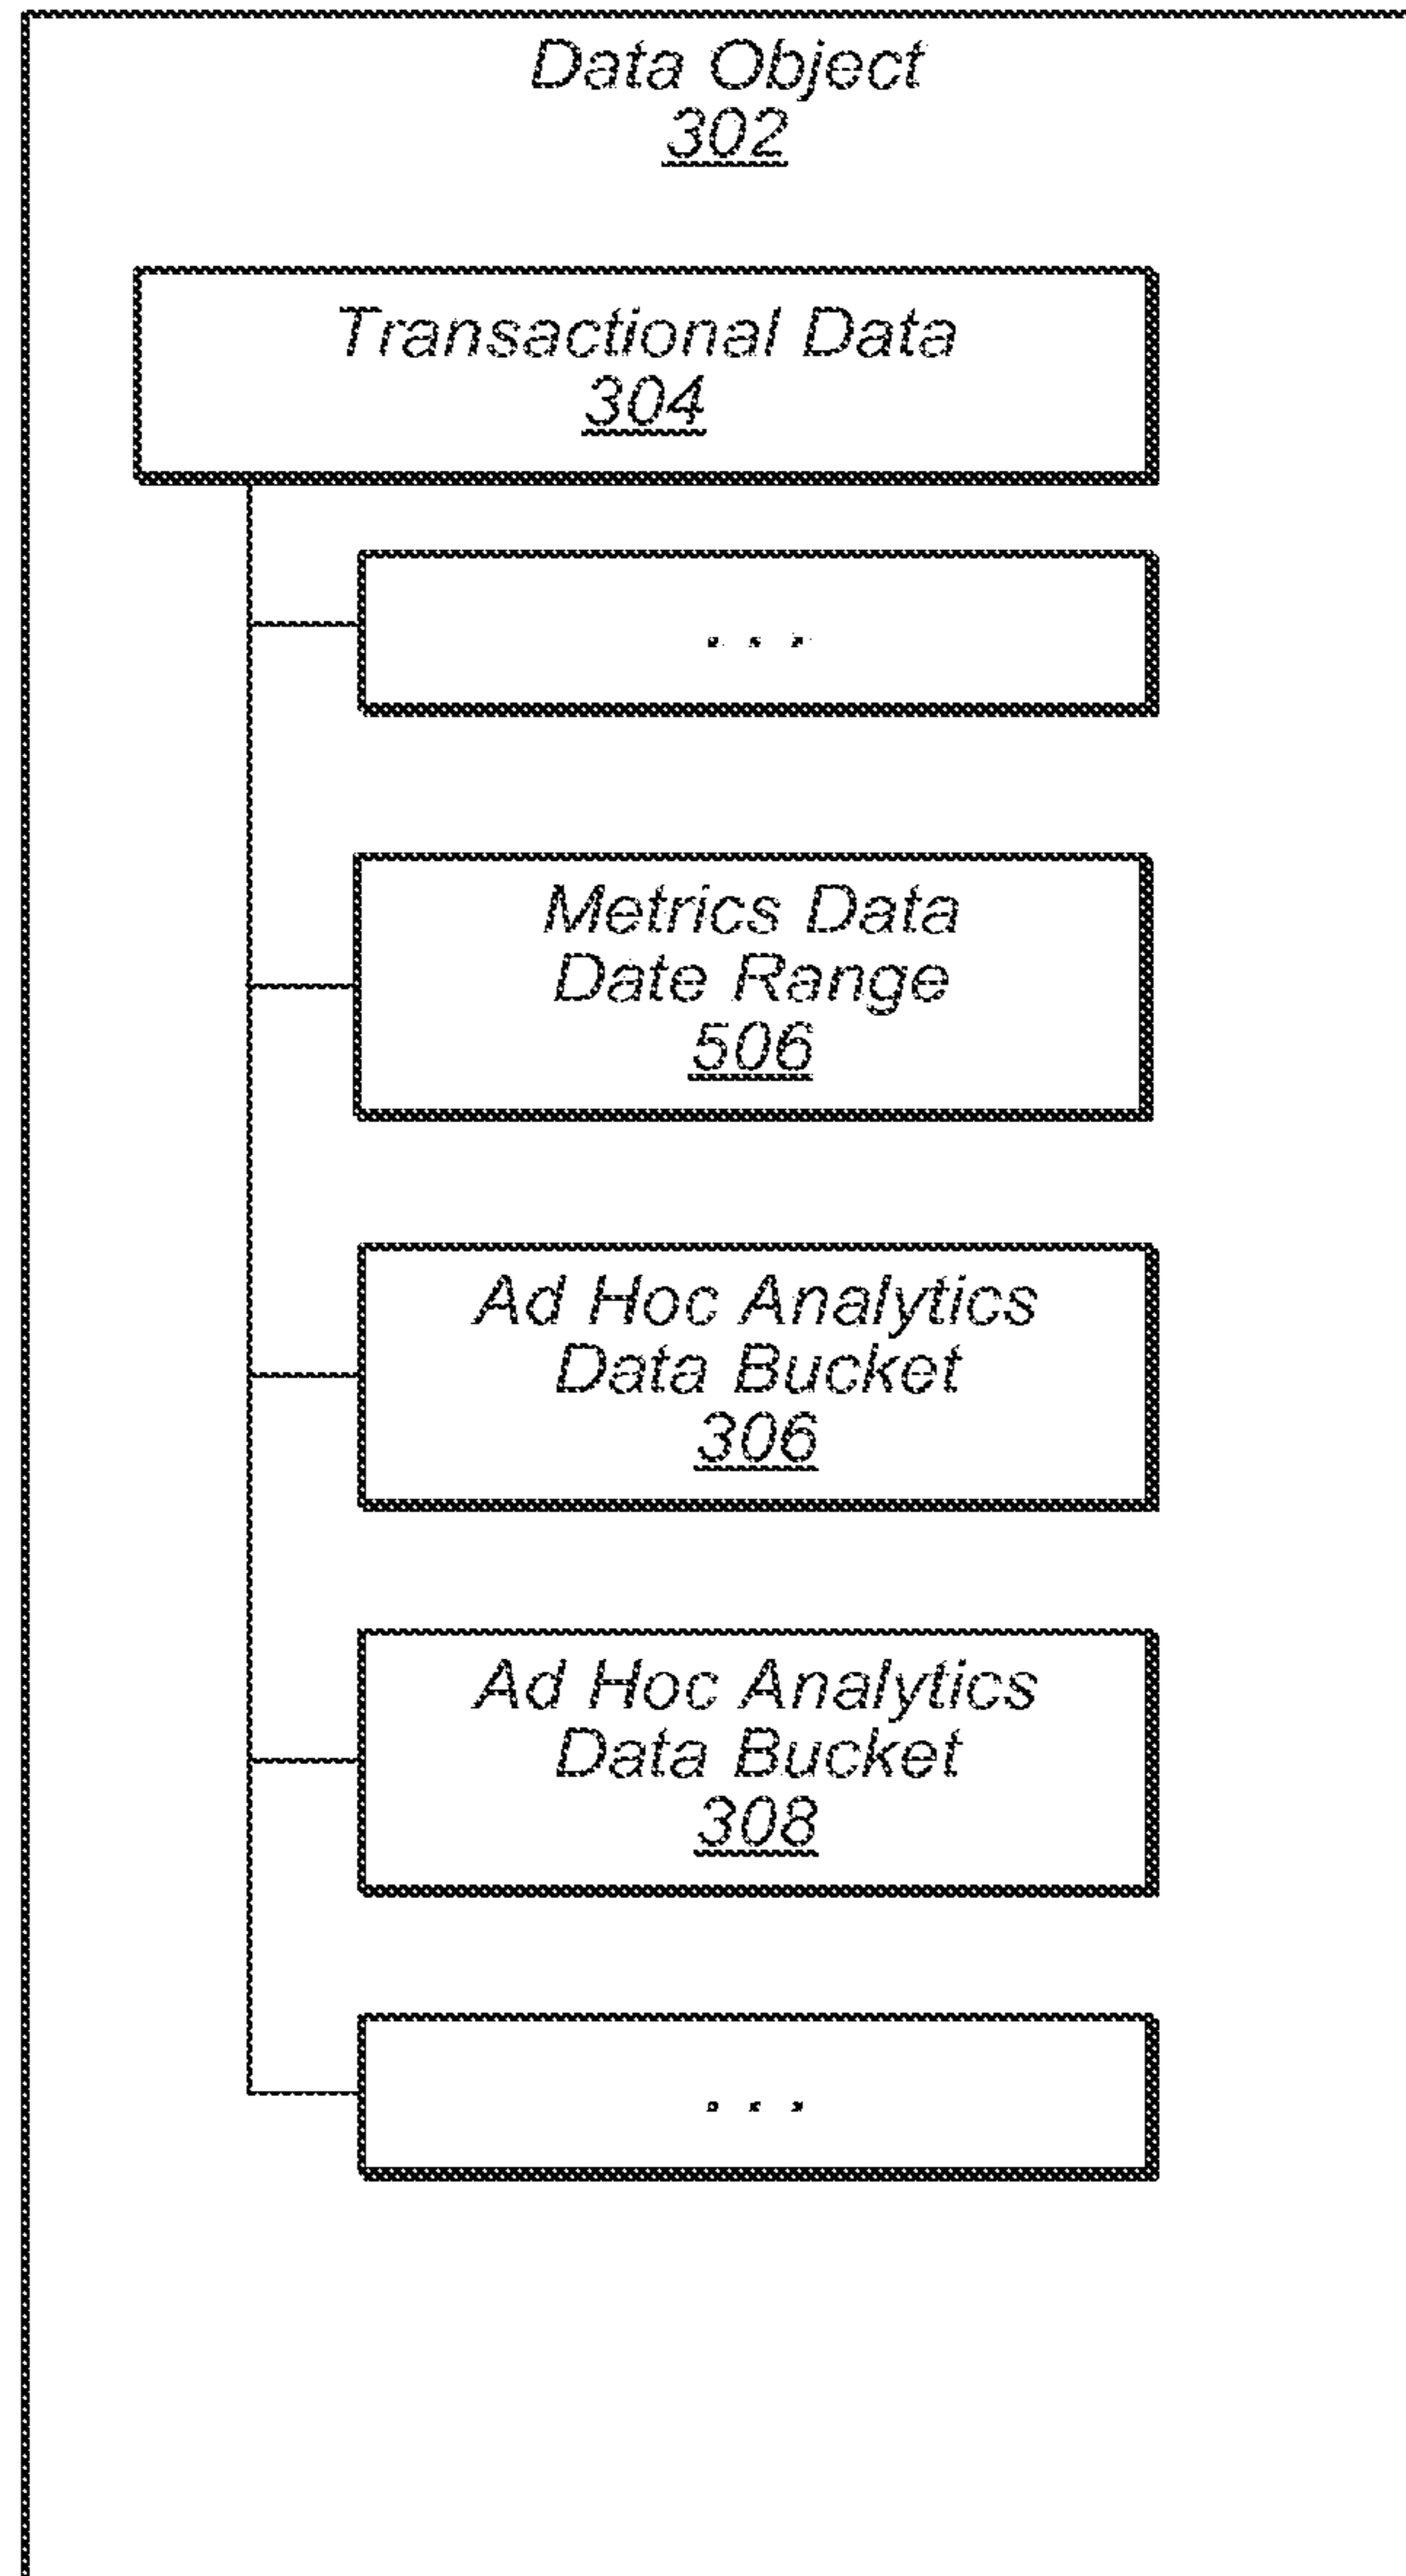 Data Object
302
Transactional Data
304
. . .
Metrics Data
Date Range
506
Ad Hoc Analytics
Data Bucket
306
Ad Hoc Analytics
Data Bucket
308
. . .